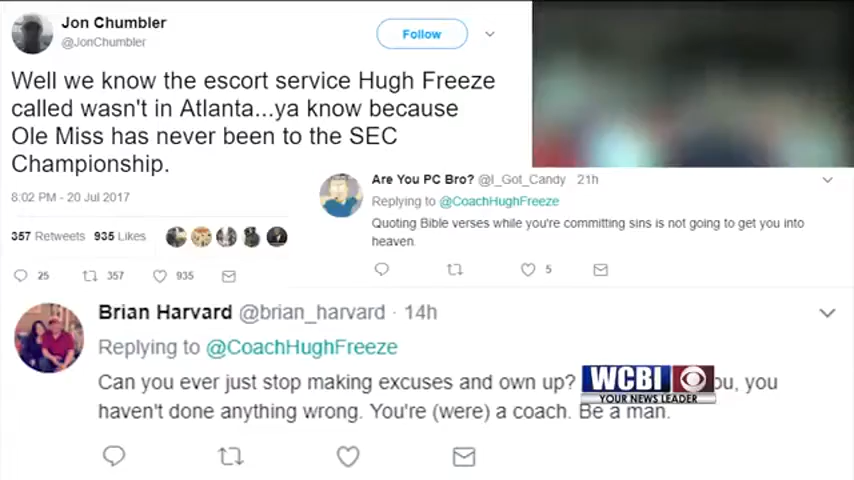 Jon Chumbler
@JonChumbler
Follow
Well we know the escort service Hugh Freeze
called wasn't in Atlanta...ya know because
Ole Miss has never been to the SEC
Championship.
8:02 PM - 20 Jul 2017
357 Retweets 935 Likes
25 357 935
Are You PC Bro? @I_Got_Candy 21h
Replying to @CoachHughFreeze
Quoting Bible verses while you're committing sins is not going to get you into
heaven.
5
Brian Harvard @brian_harvard · 14h
Replying to @CoachHughFreeze
Can you ever just stop making excuses and own up? ou, you
haven't done anything wrong. You're (were) a coach. Be a man.
WCBI
YOUR NEWS LEADER